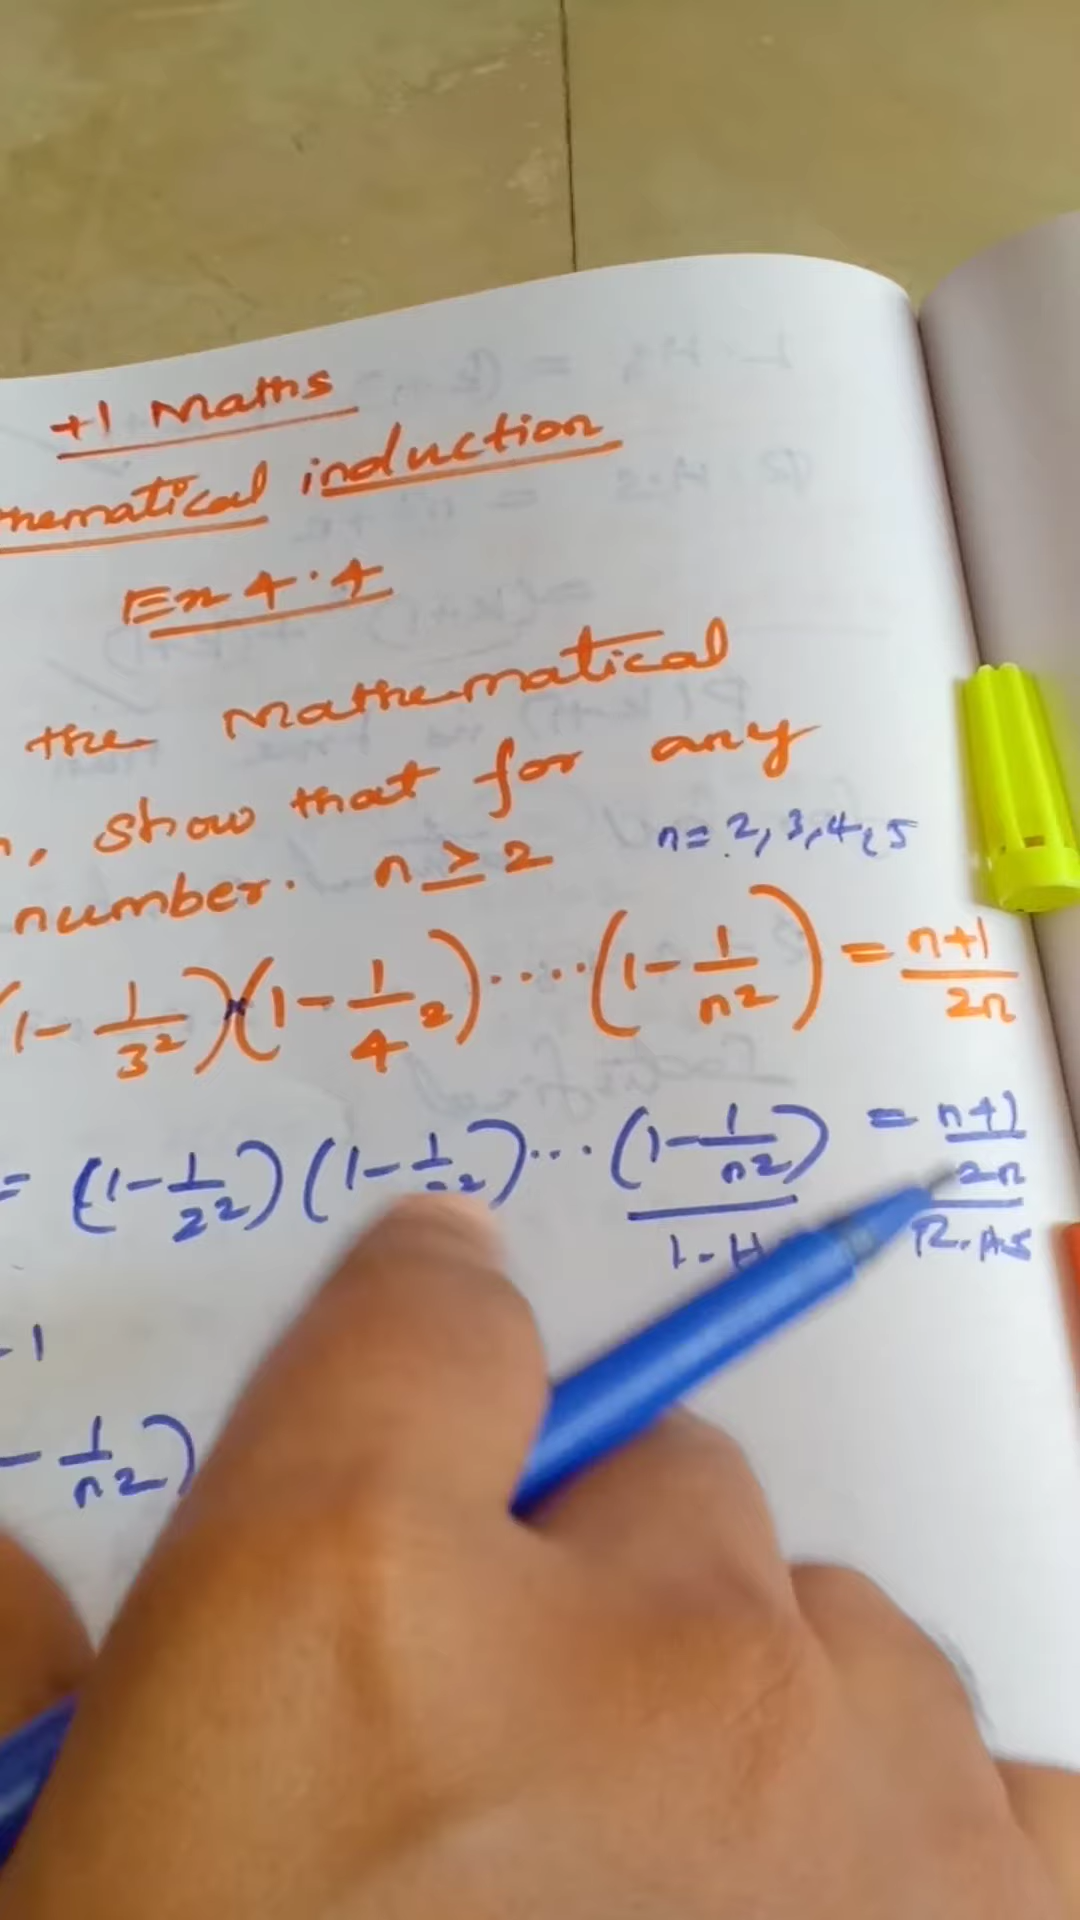 +1 Maths
thematical induction
Ex 4.4
the Mathematical
n, show that for any
number. n ≥ 2 n = 2, 3, 4, 5
(1 - 1/3²)(1 - 1/4²) .... (1 - 1/n²) = n+1/2n
= (1 - 1/2²)(1 - 1/ ²) ... (1 - 1/n²) = n+1/2n
L.H R.H.S
- 1
- 1/n²)